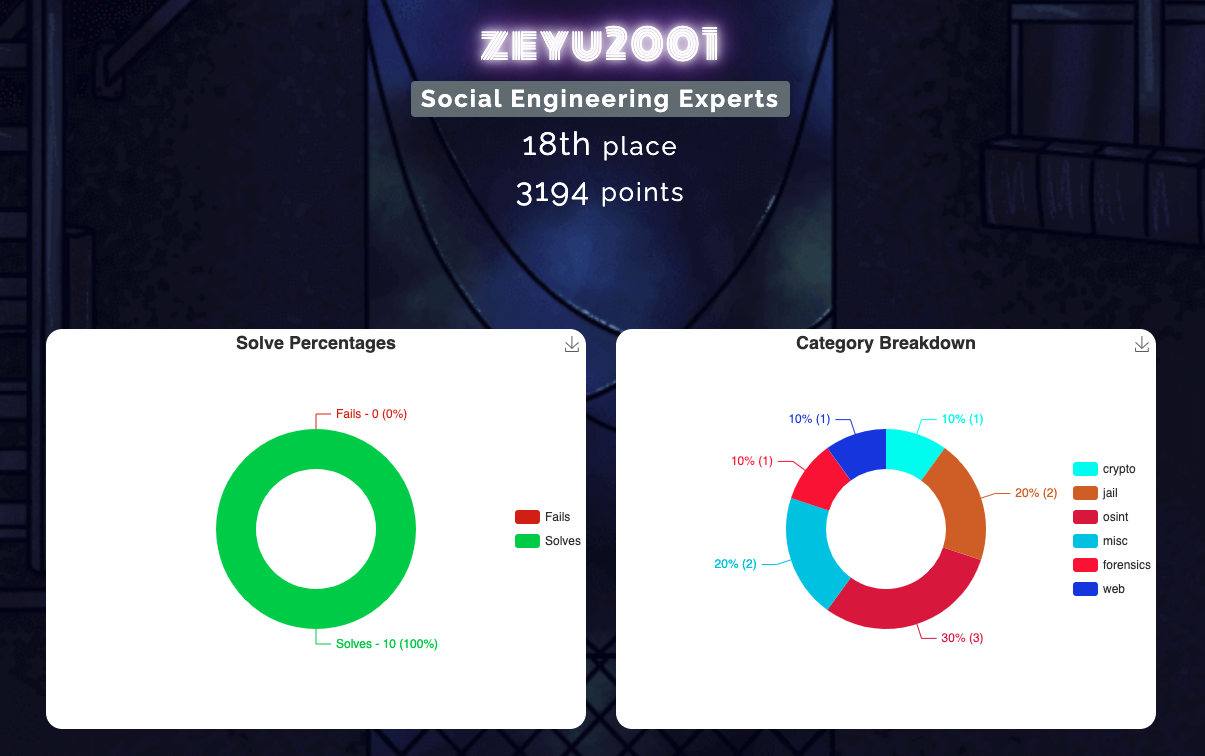 ZEYU2001
Social Engineering Experts
18th place
3194 points
Solve Percentages
Fails - 0 (0%)
Fails
Solves
Solves - 10 (100%)
Category Breakdown
10% (1)
10% (1)
10% (1)
20% (2)
20% (2)
30% (3)
crypto
jail
osint
misc
forensics
web